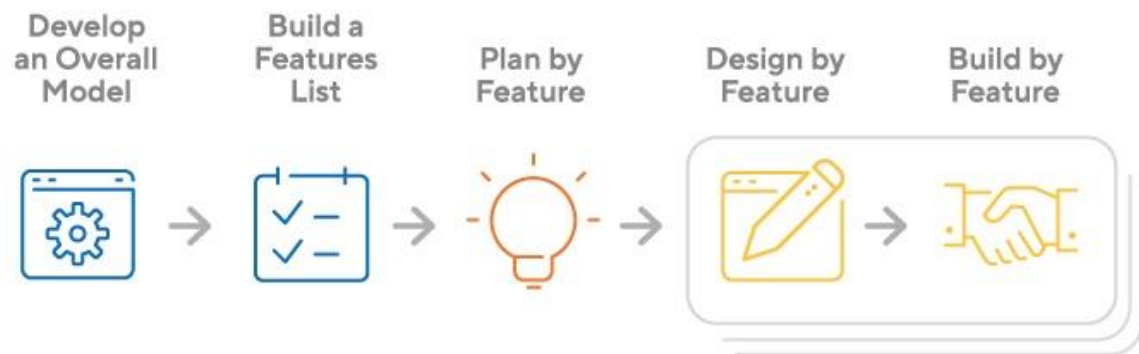 Develop
an Overall
Model
Build a
Features
List
Plan by
Feature
Design by
Feature
Build by
Feature